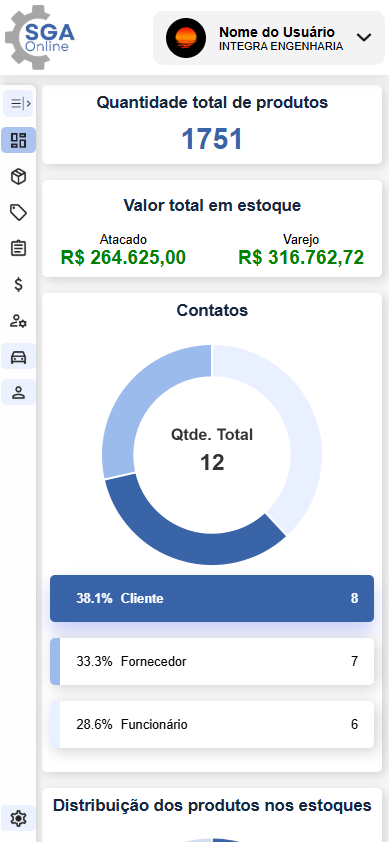 SGA
Online
Nome do Usuário
INTEGRA ENGENHARIA
Quantidade total de produtos
1751
Valor total em estoque
Atacado
R$ 264.625,00
Varejo
R$ 316.762,72
Contatos
Qtde. Total
12
38.1% Cliente 8
33.3% Fornecedor 7
28.6% Funcionário 6
Distribuição dos produtos nos estoques